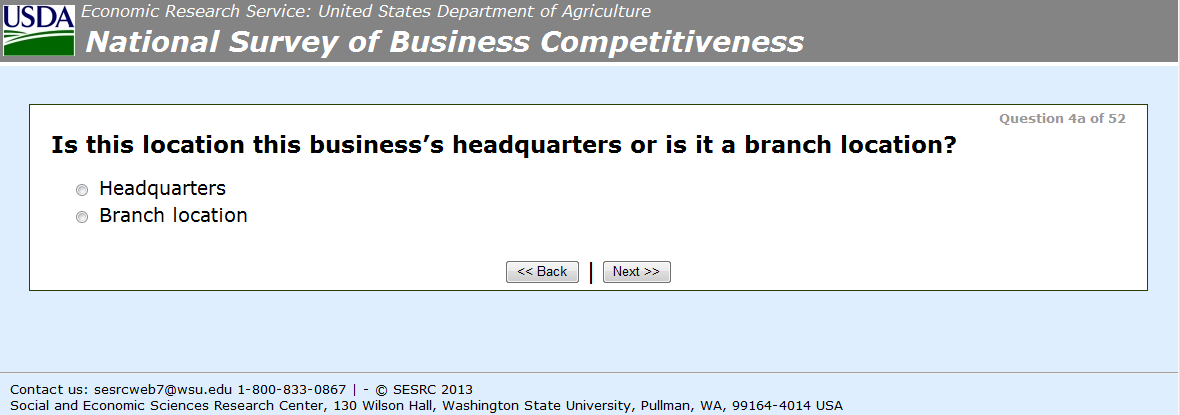 USDA
Economic Research Service: United States Department of Agriculture
National Survey of Business Competitiveness
Question 4a of 52
Is this location this business’s headquarters or is it a branch location?
Headquarters
Branch location
<< Back | Next >>
Contact us: sesrcweb7@wsu.edu 1-800-833-0867 | - © SESRC 2013
Social and Economic Sciences Research Center, 130 Wilson Hall, Washington State University, Pullman, WA, 99164-4014 USA